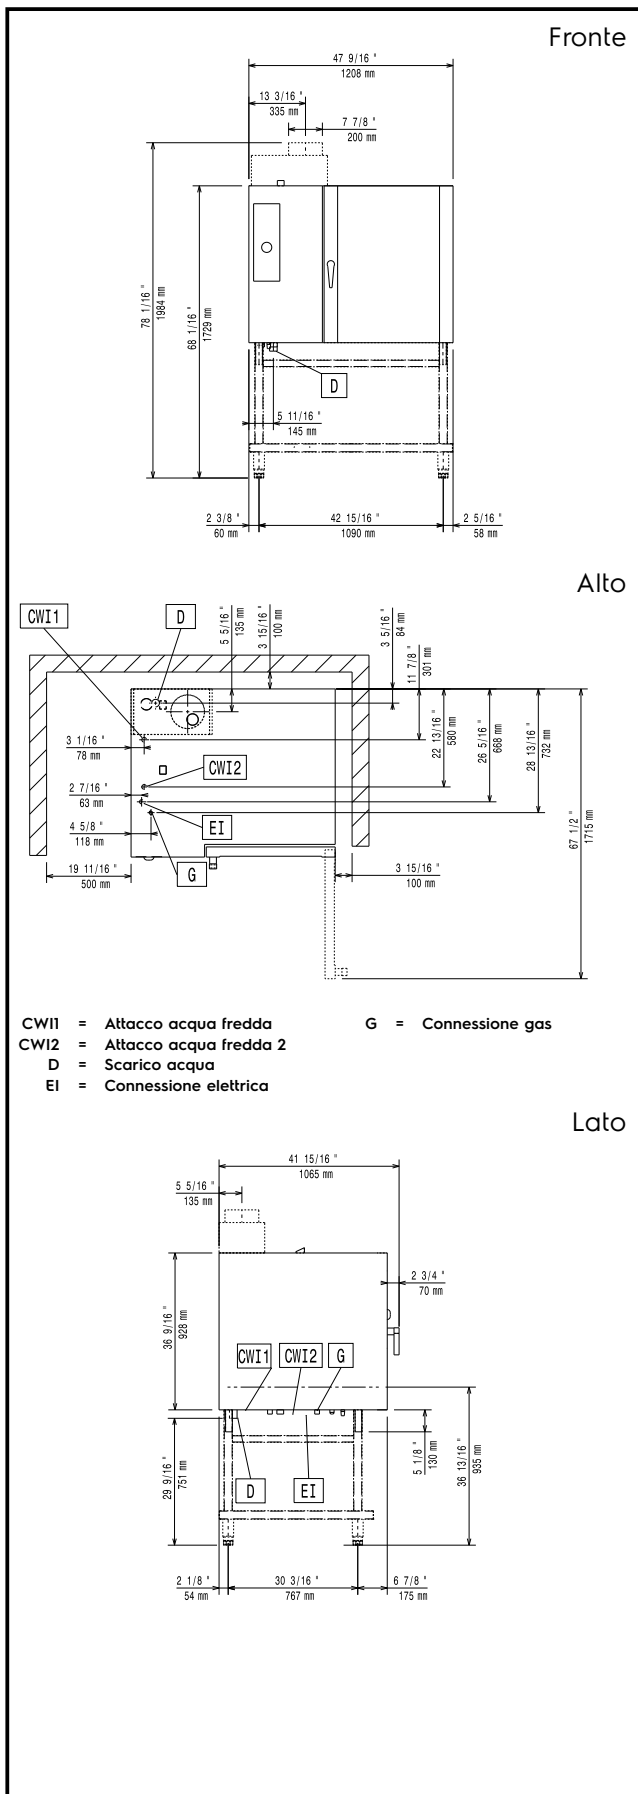 Fronte
47 9/16 "
1208 mm
13 3/16 "
335 mm
7 7/8 "
200 mm
78 1/16 "
1984 mm
68 1/16 "
1729 mm
D
5 11/16 "
145 mm
2 3/8 "
60 mm
42 15/16 "
1090 mm
2 5/16 "
58 mm
Alto
CWI1
D
5 5/16 "
135 mm
3 15/16 "
100 mm
3 5/16 "
84 mm
11 7/8 "
301 mm
3 1/16 "
78 mm
CWI2
22 13/16 "
580 mm
26 5/16 "
668 mm
28 13/16 "
732 mm
2 7/16 "
63 mm
EI
4 5/8 "
118 mm
G
67 1/2 "
1715 mm
19 11/16 "
500 mm
3 15/16 "
100 mm
CWI1 = Attacco acqua fredda
G = Connessione gas
CWI2 = Attacco acqua fredda 2
D = Scarico acqua
EI = Connessione elettrica
Lato
41 15/16 "
1065 mm
5 5/16 "
135 mm
2 3/4 "
70 mm
36 9/16 "
928 mm
CWI1
CWI2
G
29 9/16 "
751 mm
D
EI
5 1/8 "
130 mm
36 13/16 "
935 mm
2 1/8 "
54 mm
30 3/16 "
767 mm
6 7/8 "
175 mm